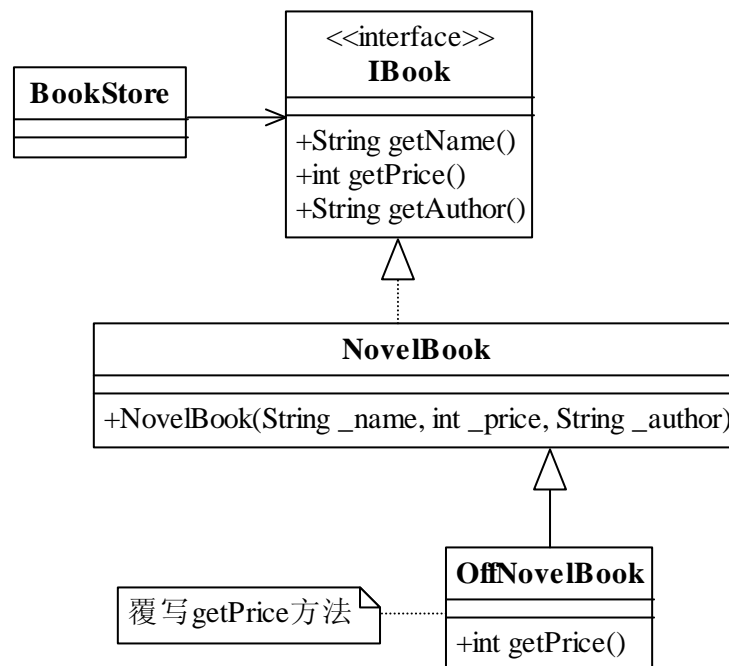 <<interface>>
IBook
BookStore
+String getName()
+int getPrice()
+String getAuthor()
NovelBook
+NovelBook(String _name, int _price, String _author)
OffNovelBook
覆写getPrice方法
+int getPrice()